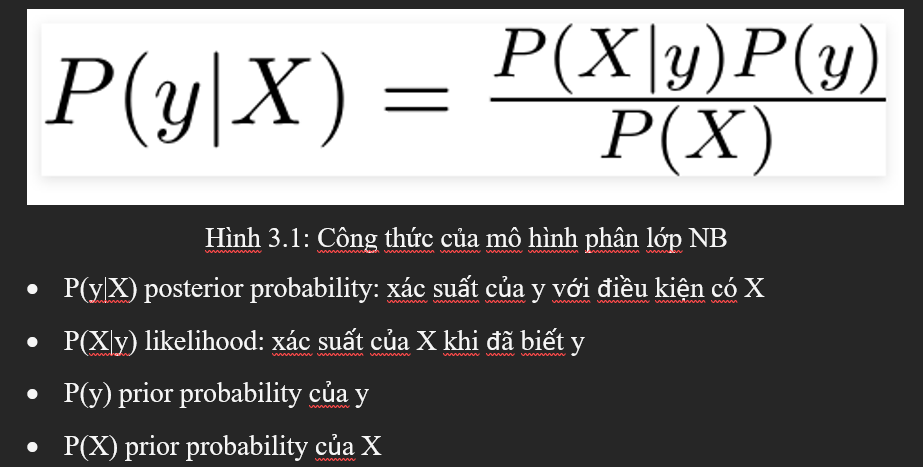 P(y|X) = P(X|y)P(y) / P(X)
Hình 3.1: Công thức của mô hình phân lớp NB
• P(y|X) posterior probability: xác suất của y với điều kiện có X
• P(X|y) likelihood: xác suất của X khi đã biết y
• P(y) prior probability của y
• P(X) prior probability của X